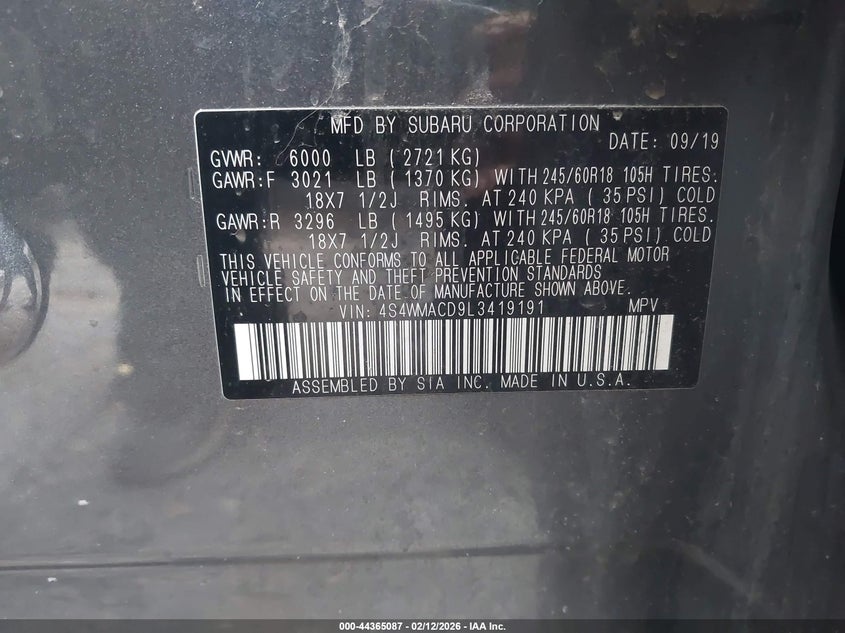 MFD BY SUBARU CORPORATION
DATE: 09/19
GVWR: 6000 LB (2721 KG)
GAWR:F 3021 LB (1370 KG) WITH 245/60R18 105H TIRES.
18X7 1/2J RIMS. AT 240 KPA (35 PSI) COLD
GAWR:R 3296 LB (1495 KG) WITH 245/60R18 105H TIRES.
18X7 1/2J RIMS. AT 240 KPA (35 PSI) COLD
THIS VEHICLE CONFORMS TO ALL APPLICABLE FEDERAL MOTOR
VEHICLE SAFETY AND THEFT PREVENTION STANDARDS
IN EFFECT ON THE DATE OF MANUFACTURE SHOWN ABOVE.
VIN: 4S4WMACD9L3419191 MPV
ASSEMBLED BY SIA INC. MADE IN U.S.A.
000-44365087 - 02/12/2026 - IAA Inc.